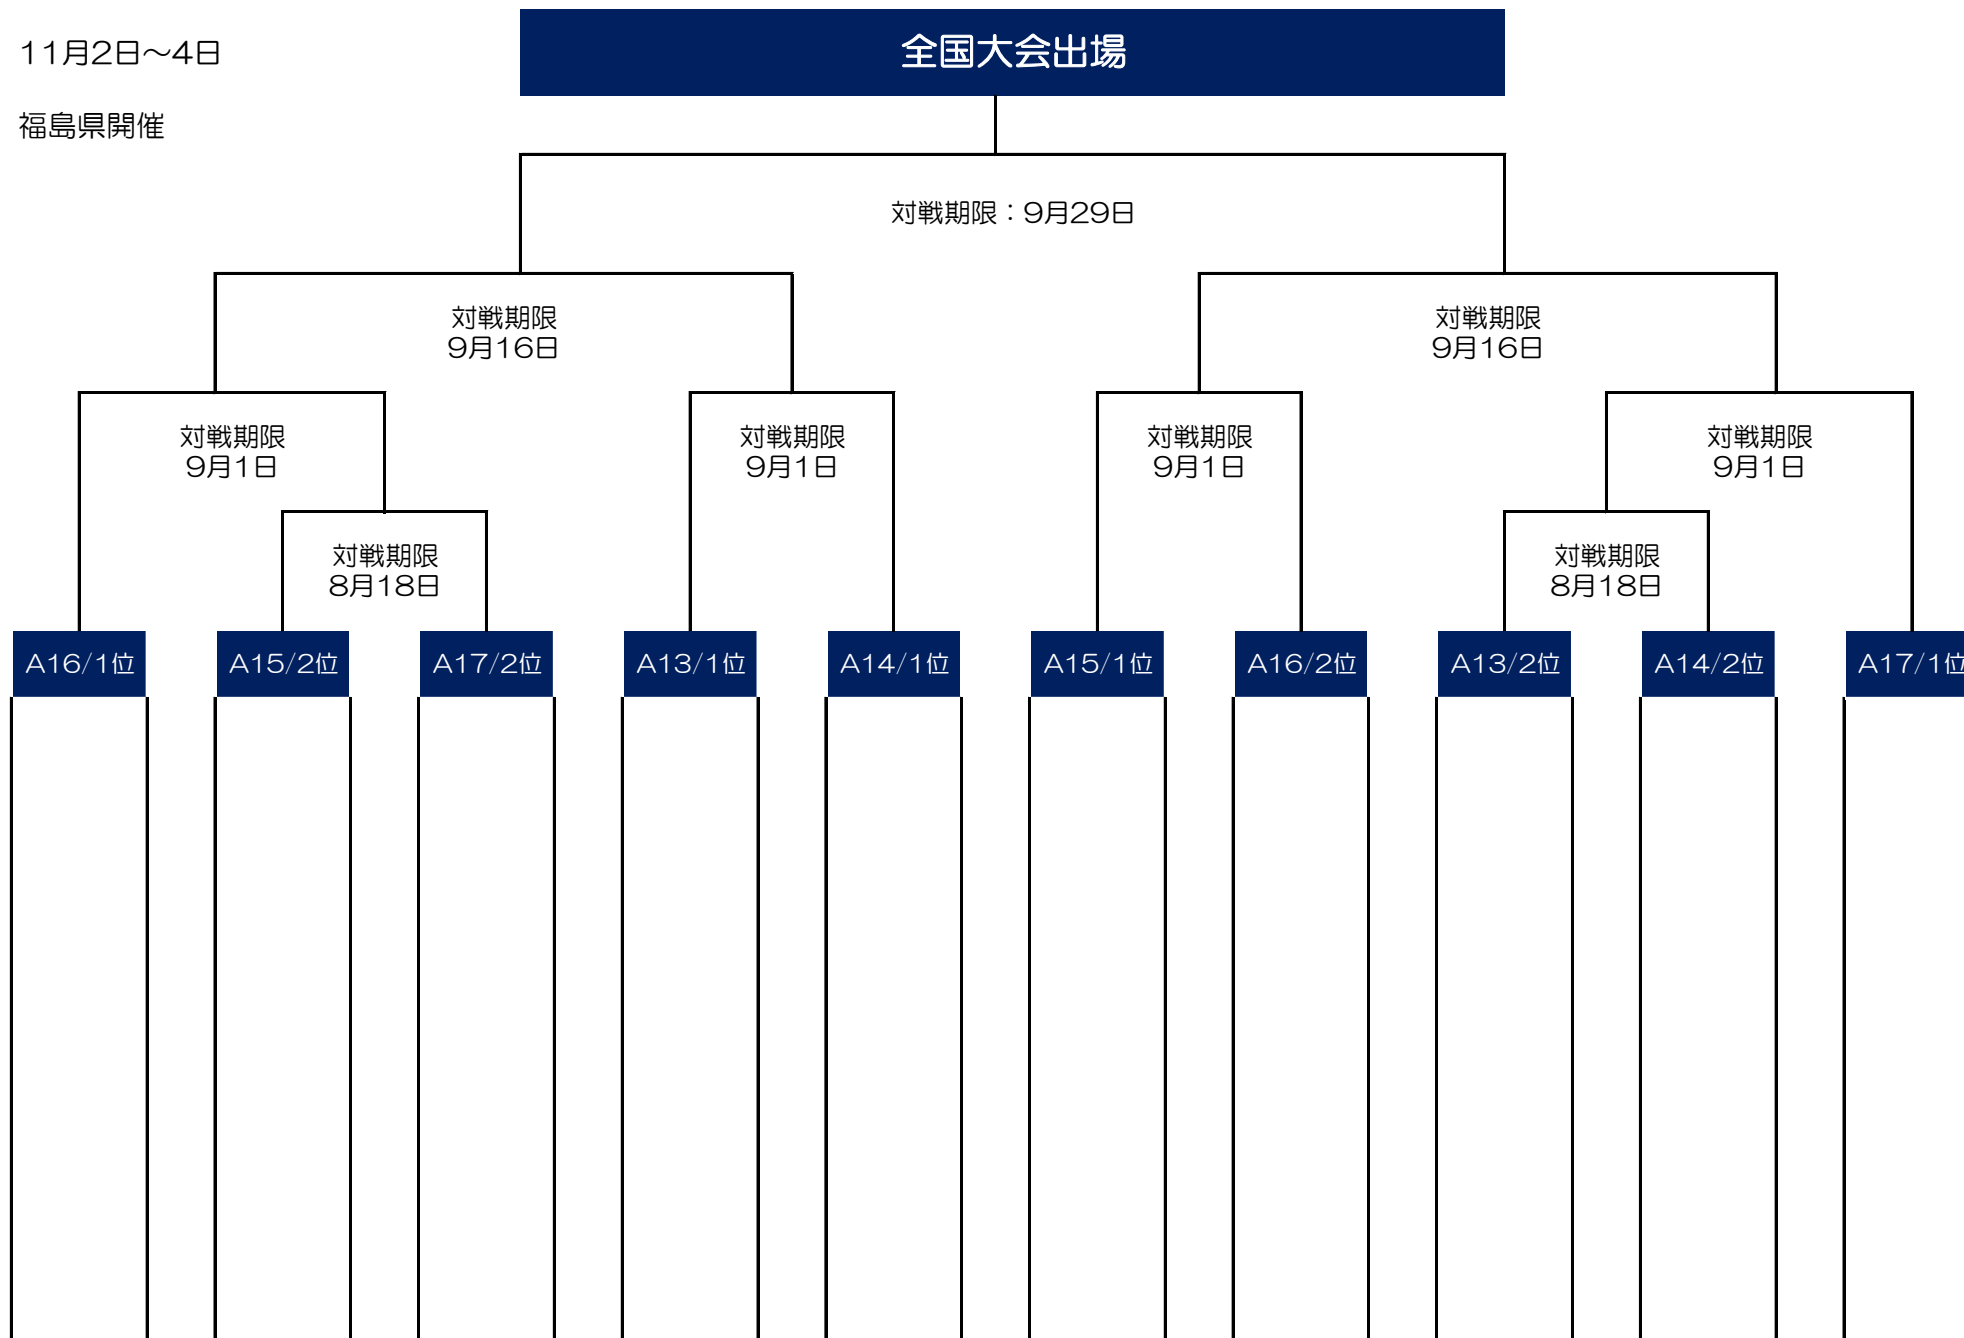 11月2日～4日
全国大会出場
福島県開催
対戦期限：9月29日
対戦期限
9月16日
対戦期限
9月16日
対戦期限
9月1日
対戦期限
9月1日
対戦期限
9月1日
対戦期限
9月1日
対戦期限
8月18日
対戦期限
8月18日
A16/1位
A15/2位
A17/2位
A13/1位
A14/1位
A15/1位
A16/2位
A13/2位
A14/2位
A17/1位